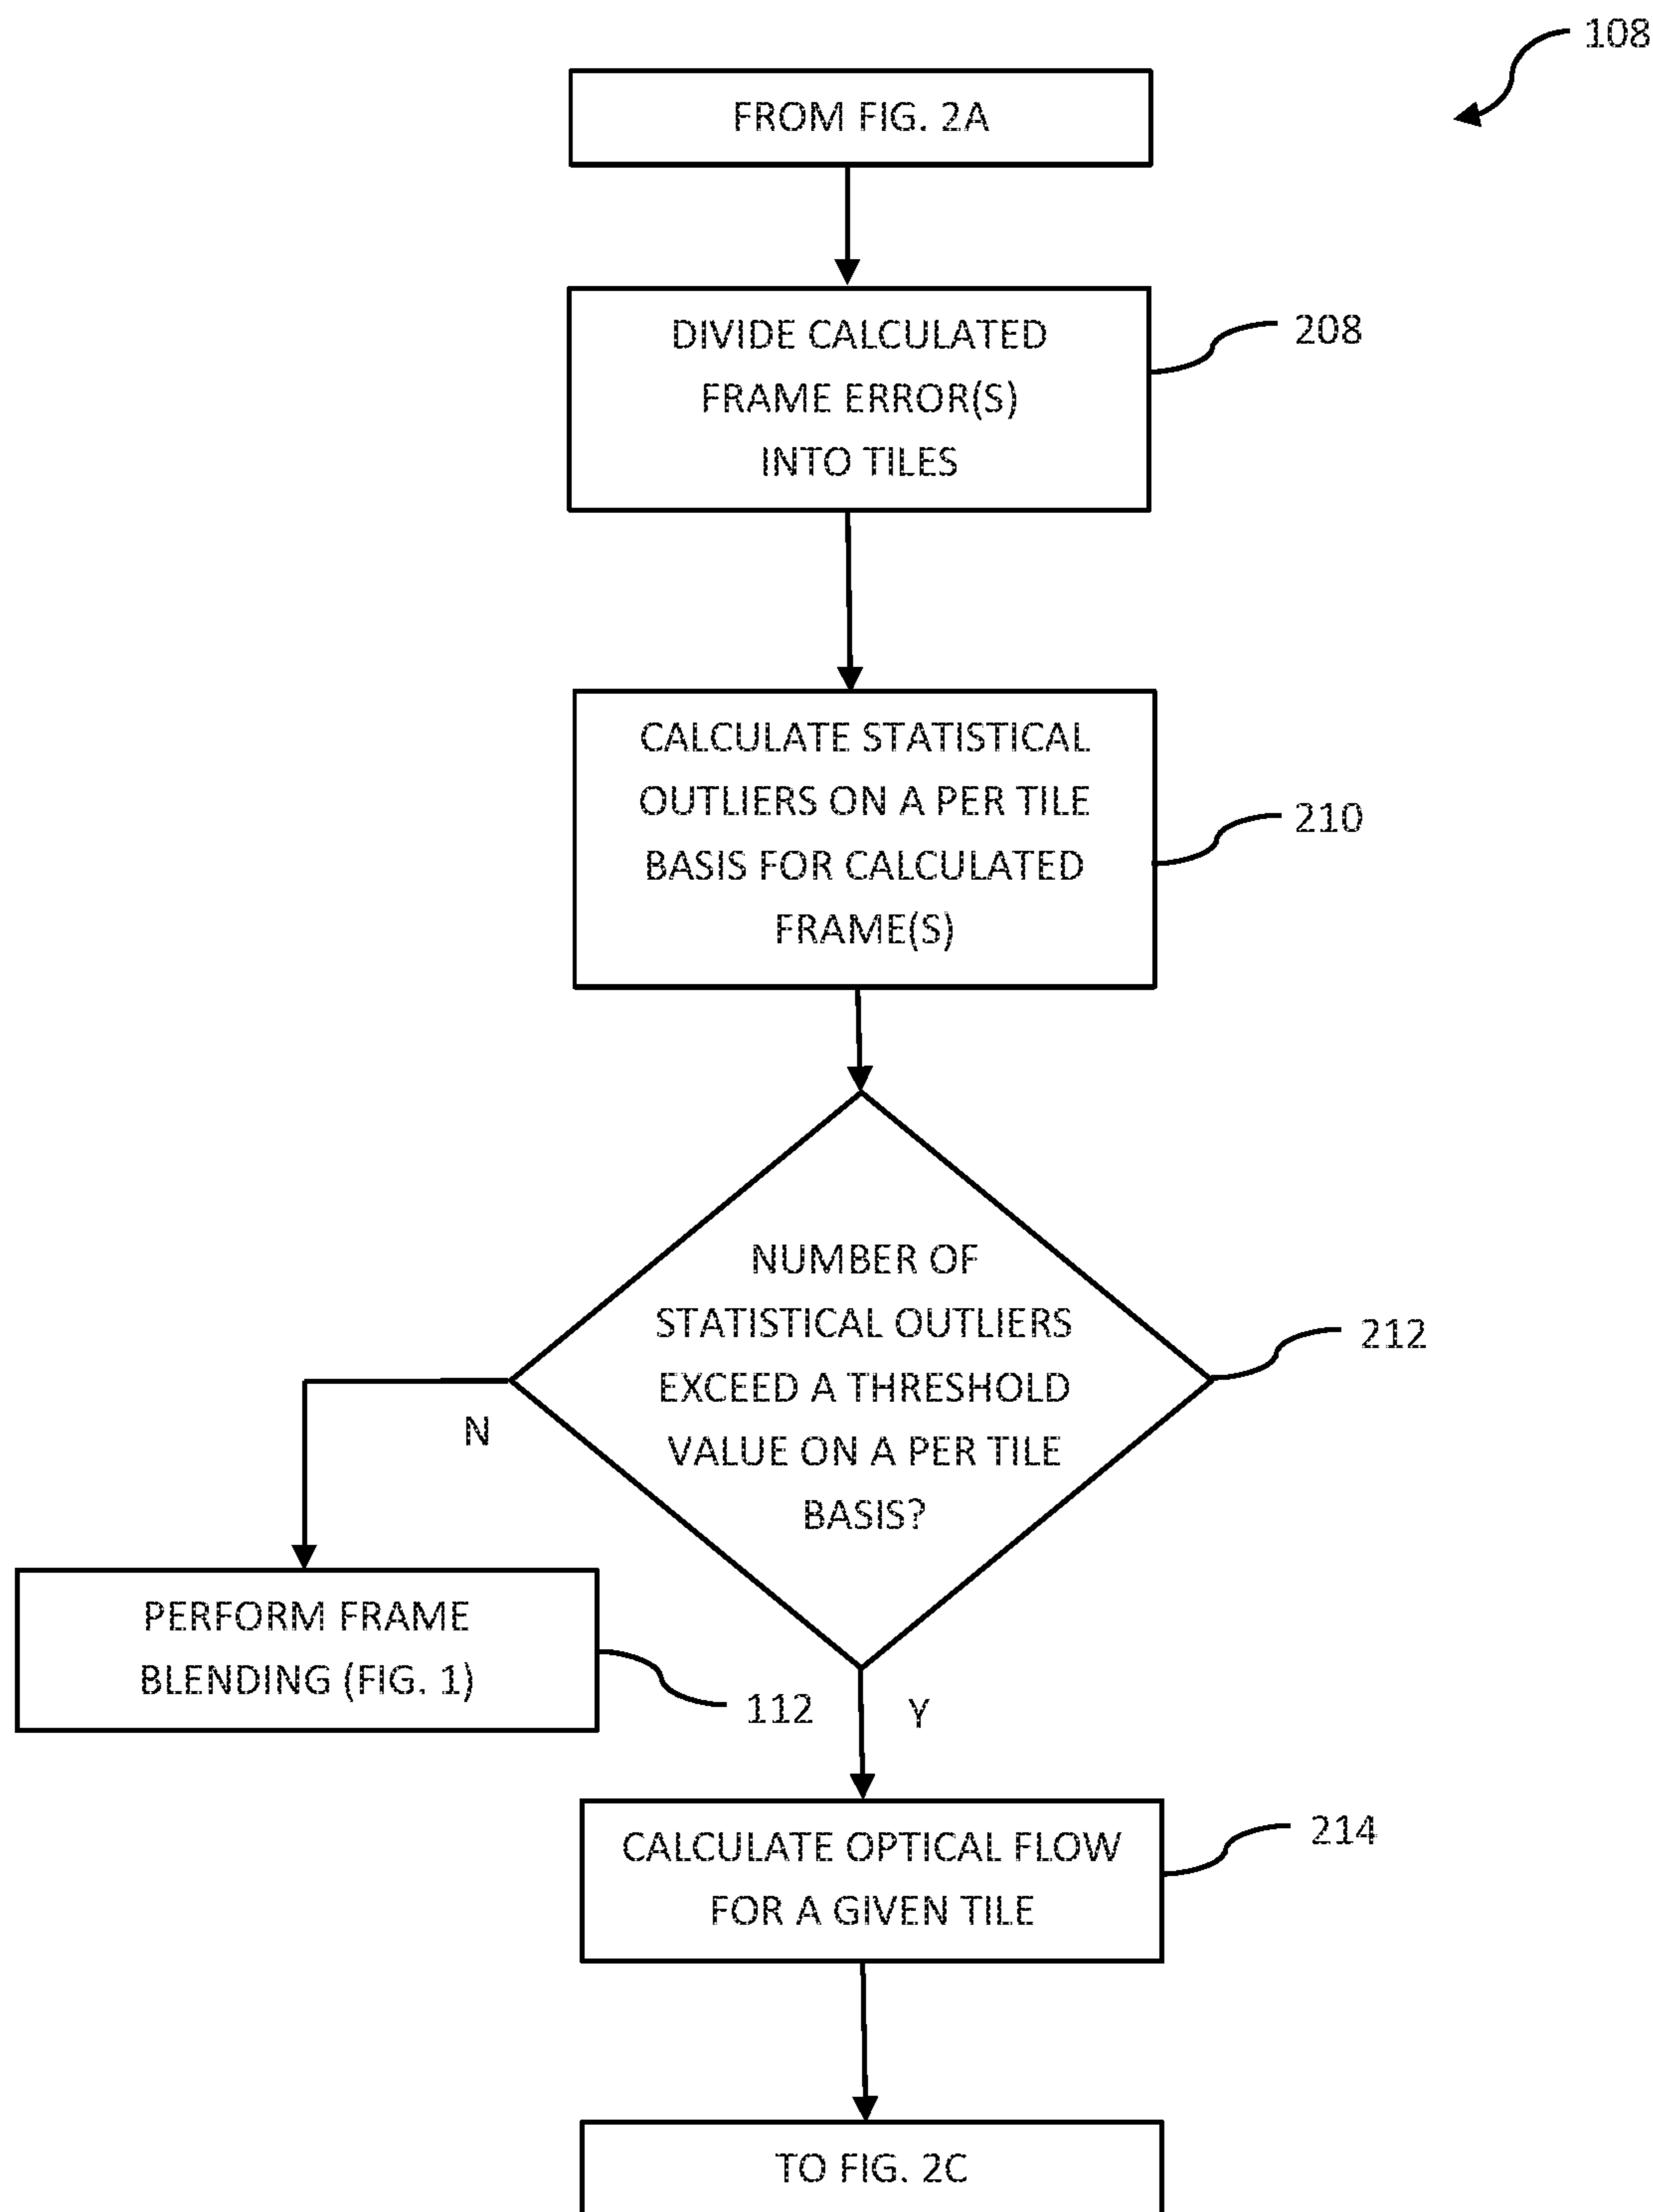 108
FROM FIG. 2A
DIVIDE CALCULATED
FRAME ERROR(S)
INTO TILES
208
CALCULATE STATISTICAL
OUTLIERS ON A PER TILE
BASIS FOR CALCULATED
FRAME(S)
210
NUMBER OF
STATISTICAL OUTLIERS
EXCEED A THRESHOLD
VALUE ON A PER TILE
BASIS?
212
N
PERFORM FRAME
BLENDING (FIG. 1)
112
Y
CALCULATE OPTICAL FLOW
FOR A GIVEN TILE
214
TO FIG. 2C